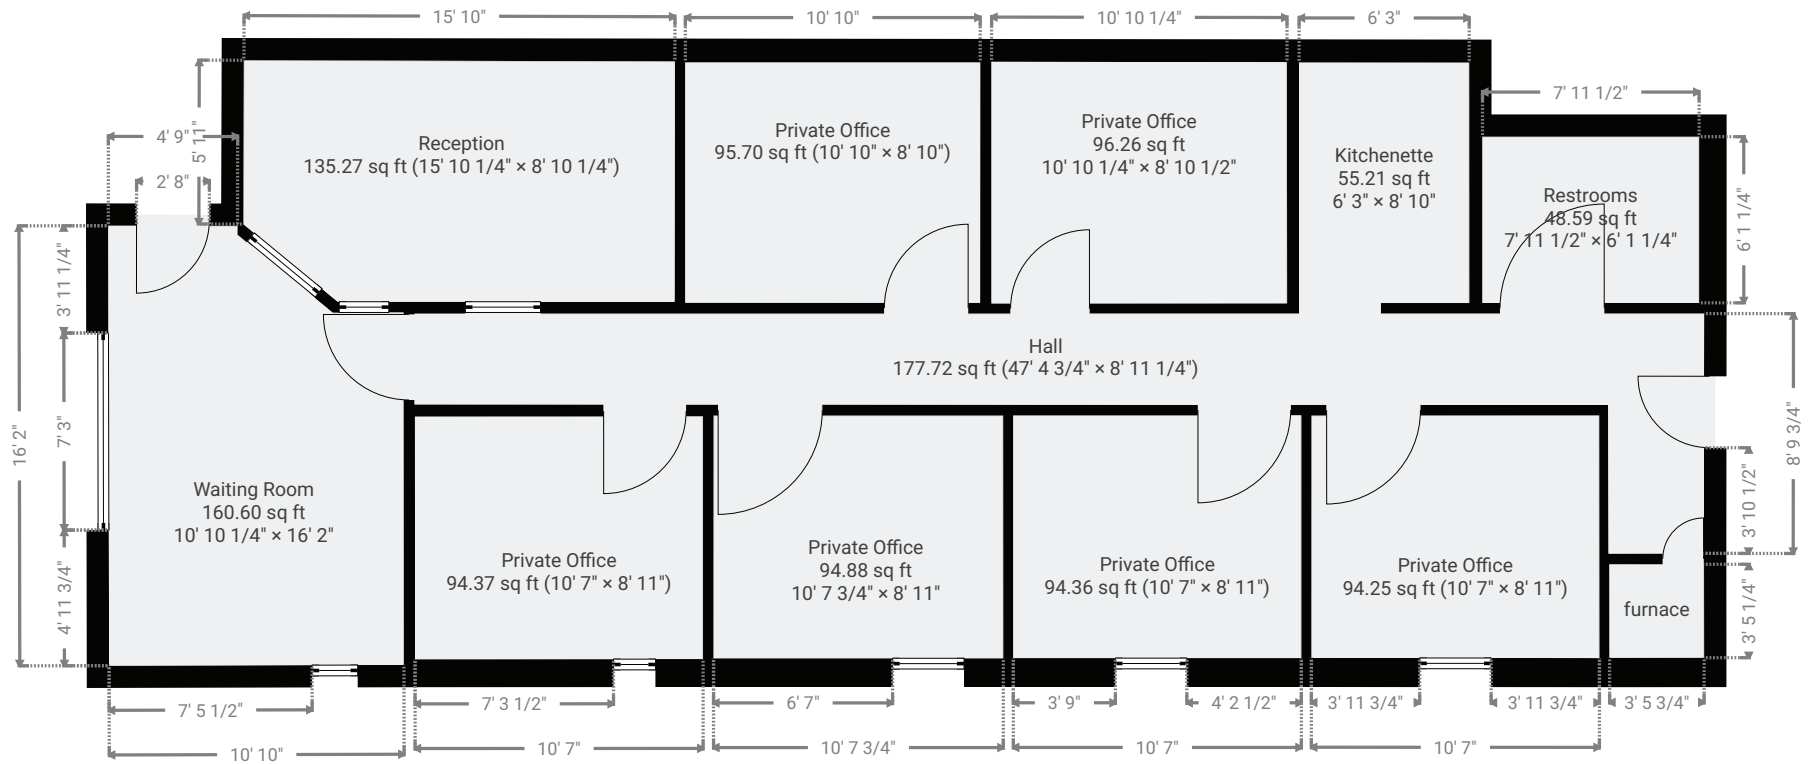 15' 10"
10' 10"
10' 10 1/4"
6' 3"
7' 11 1/2"
4' 9"
5' 1"
2' 8"
Reception
135.27 sq ft (15' 10 1/4" × 8' 10 1/4")
Private Office
95.70 sq ft (10' 10" × 8' 10")
Private Office
96.26 sq ft
10' 10 1/4" × 8' 10 1/2"
Kitchenette
55.21 sq ft
6' 3" × 8' 10"
Restrooms
48.59 sq ft
7' 11 1/2" × 6' 1 1/4"
6' 1 1/4"
3' 11 1/4"
7' 3"
16' 2"
4' 11 3/4"
Hall
177.72 sq ft (47' 4 3/4" × 8' 11 1/4")
8' 9 3/4"
3' 10 1/2"
3' 5 1/4"
Waiting Room
160.60 sq ft
10' 10 1/4" × 16' 2"
Private Office
94.37 sq ft (10' 7" × 8' 11")
Private Office
94.88 sq ft
10' 7 3/4" × 8' 11"
Private Office
94.36 sq ft (10' 7" × 8' 11")
Private Office
94.25 sq ft (10' 7" × 8' 11")
furnace
7' 5 1/2"
7' 3 1/2"
6' 7"
3' 9"
4' 2 1/2"
3' 11 3/4"
3' 11 3/4"
3' 5 3/4"
10' 10"
10' 7"
10' 7 3/4"
10' 7"
10' 7"